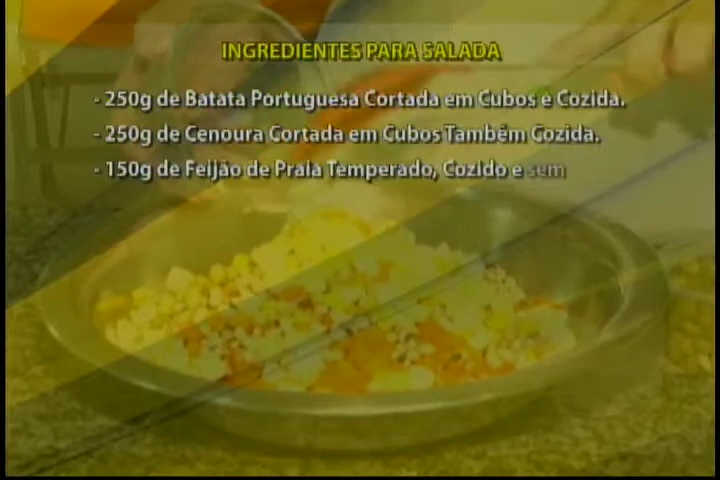 INGREDIENTES PARA SALADA
- 250g de Batata Portuguesa Cortada em Cubos e Cozida.
- 250g de Cenoura Cortada em Cubos Também Cozida.
- 150g de Feijão de Praia Temperado, Cozido e sem